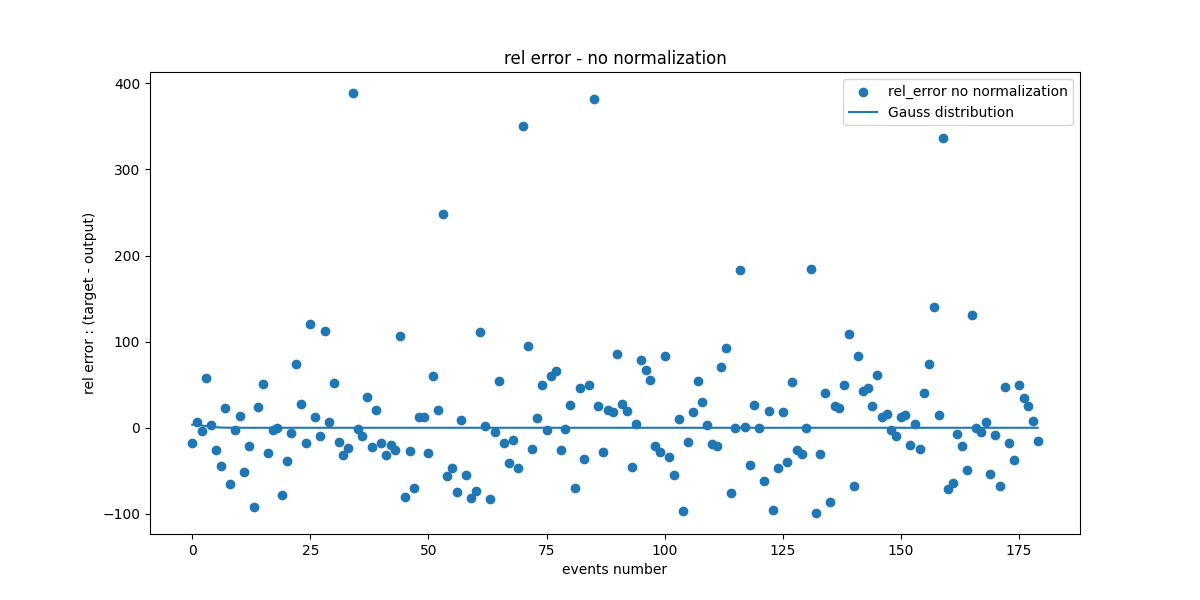 rel error - no normalization
rel_error no normalization
Gauss distribution
rel error : (target - output)
400
300
200
100
0
−100
0
25
50
75
100
125
150
175
events number